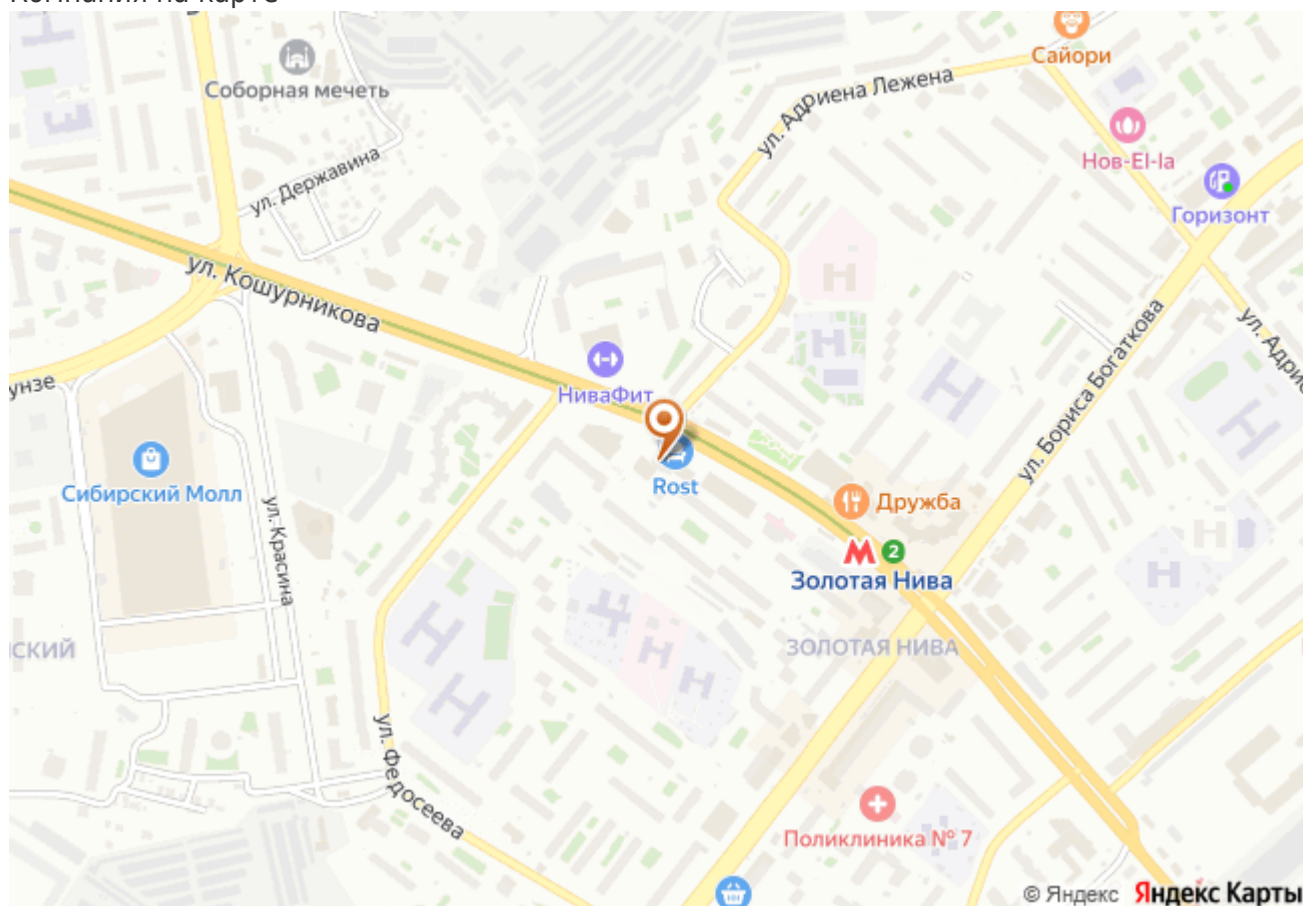 Сайори
Соборная мечеть
ул. Адриена Лежена
Нов-El-la
ул. Державина
Горизонт
ул. Кошурникова
ул. Бориса Богаткова
ул. Адри
унзе
НиваФит
Сибирский Молл
Rost
Дружба
ул. Красина
2
Золотая Нива
ский
ЗОЛОТАЯ НИВА
ул. Федосеева
Поликлиника № 7
© Яндекс Яндекс Карты